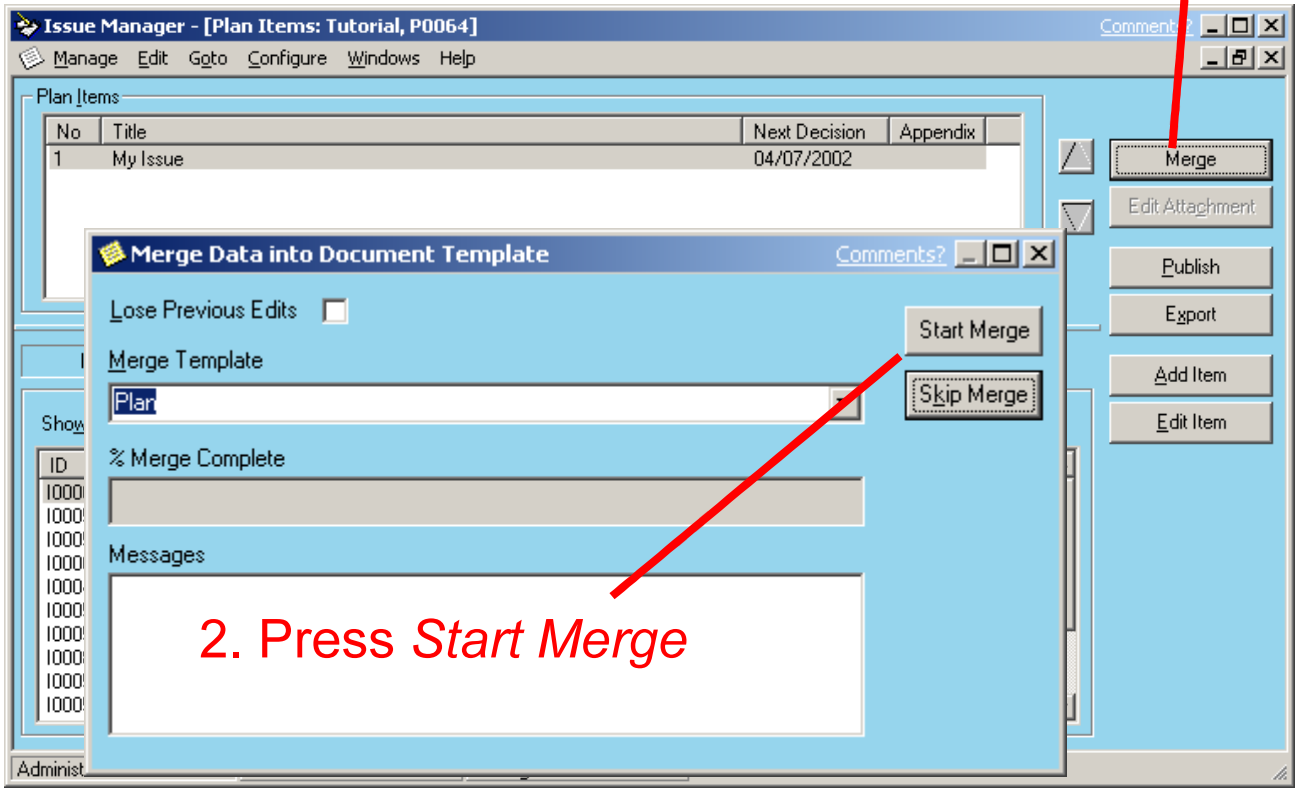 Issue Manager - [Plan Items: Tutorial, P0064] Comments?
Manage Edit Goto Configure Windows Help
Plan Items
No Title Next Decision Appendix
1 My Issue 04/07/2002
Merge
Edit Attachment
Publish
Export
Add Item
Edit Item
Merge Data into Document Template Comments?
Lose Previous Edits
Start Merge
Merge Template
Plan
Skip Merge
% Merge Complete
Messages
2. Press Start Merge
Show
ID